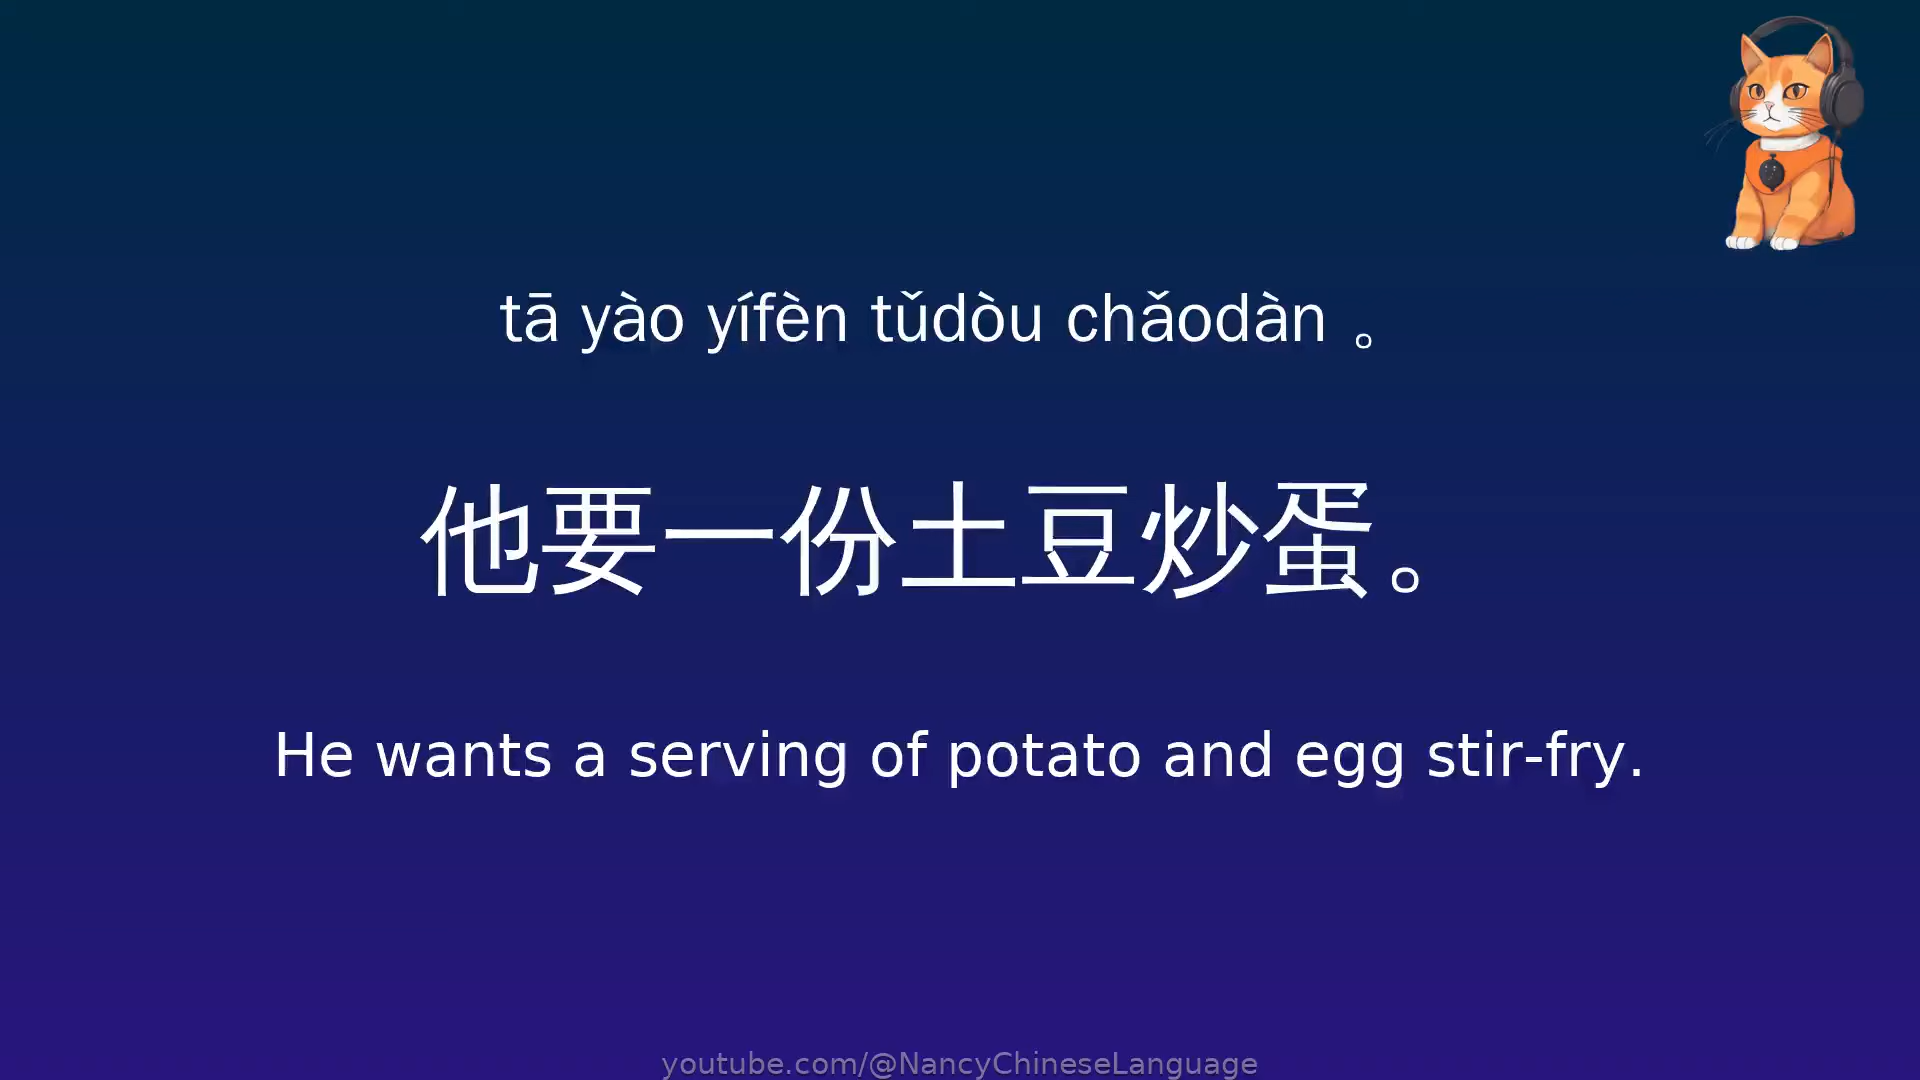 tā yào yífèn tǔdòu chǎodàn 。
他要一份土豆炒蛋。
He wants a serving of potato and egg stir-fry.
youtube.com/@NancyChineseLanguage